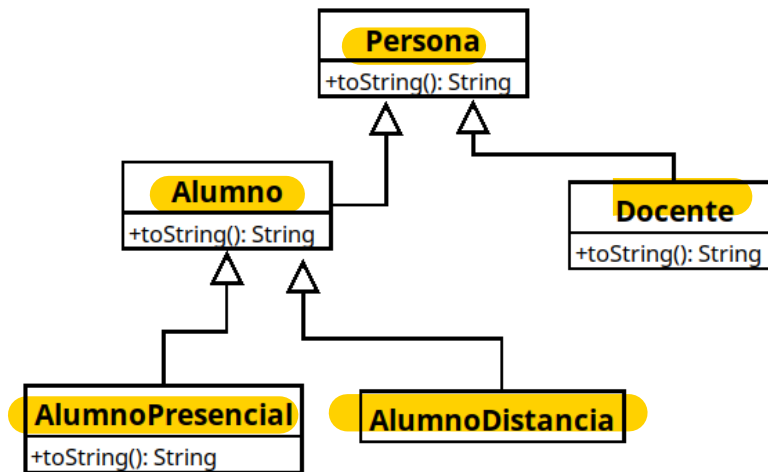 Persona
+toString(): String
Alumno
+toString(): String
Docente
+toString(): String
AlumnoPresencial
+toString(): String
AlumnoDistancia